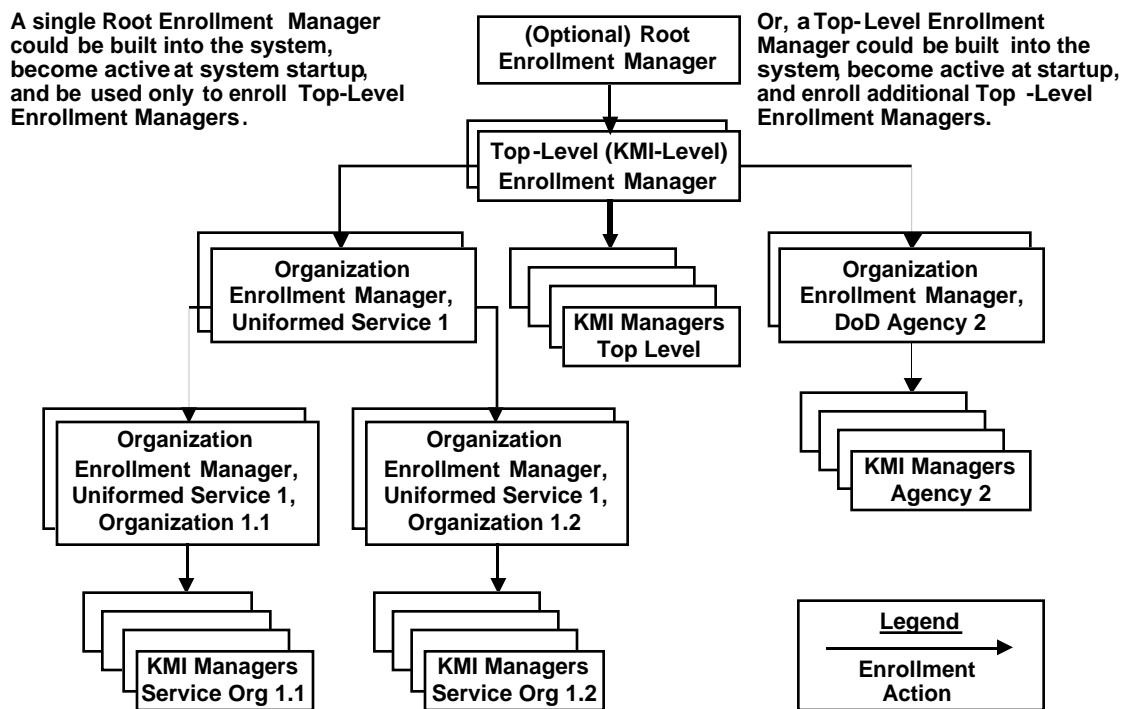 A single Root Enrollment Manager
could be built into the system,
become active at system startup,
and be used only to enroll Top-Level
Enrollment Managers.
(Optional) Root
Enrollment Manager
Or, a Top-Level Enrollment
Manager could be built into the
system, become active at startup,
and enroll additional Top -Level
Enrollment Managers.
Top-Level (KMI-Level)
Enrollment Manager
Organization
Enrollment Manager,
Uniformed Service 1
KMI Managers
Top Level
Organization
Enrollment Manager,
DoD Agency 2
Organization
Enrollment Manager,
Uniformed Service 1,
Organization 1.1
Organization
Enrollment Manager,
Uniformed Service 1,
Organization 1.2
KMI Managers
Agency 2
KMI Managers
Service Org 1.1
KMI Managers
Service Org 1.2
Legend
Enrollment
Action